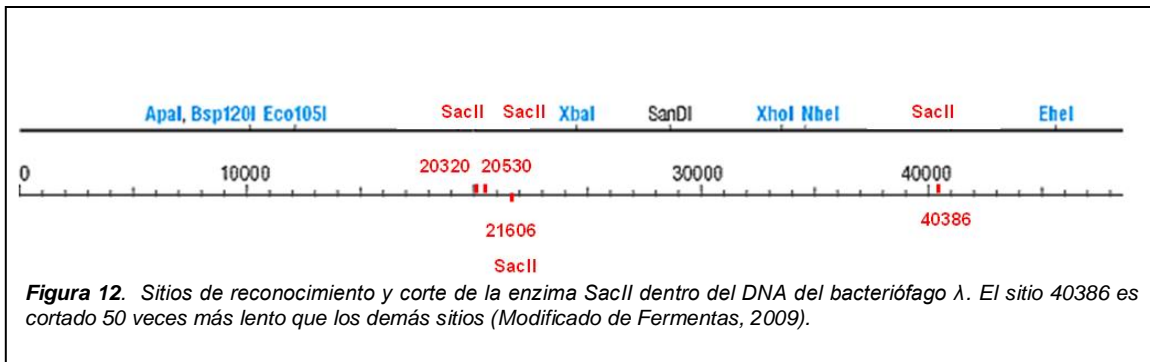 ApaI, Bsp120I Eco105I SacII SacII XbaI SanDI XhoI NheI SacII EheI
20320 20530
0 10000 30000 40000
21606 40386
SacII
Figura 12. Sitios de reconocimiento y corte de la enzima SacII dentro del DNA del bacteriófago λ. El sitio 40386 es
cortado 50 veces más lento que los demás sitios (Modificado de Fermentas, 2009).